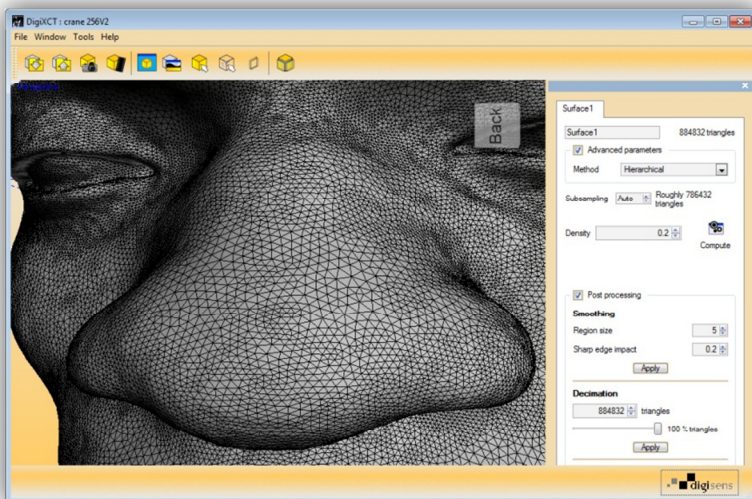 DigiXCT : crane 256V2
File Window Tools Help
Back
Surface1
Surface1 884832 triangles
Advanced parameters
Method Hierarchical
Subsampling Auto Roughly 786432
triangles
Density 0.2
Compute
Post processing
Smoothing
Region size 5
Sharp edge impact 0.2
Apply
Decimation
884832 triangles
100 % triangles
Apply
digisens